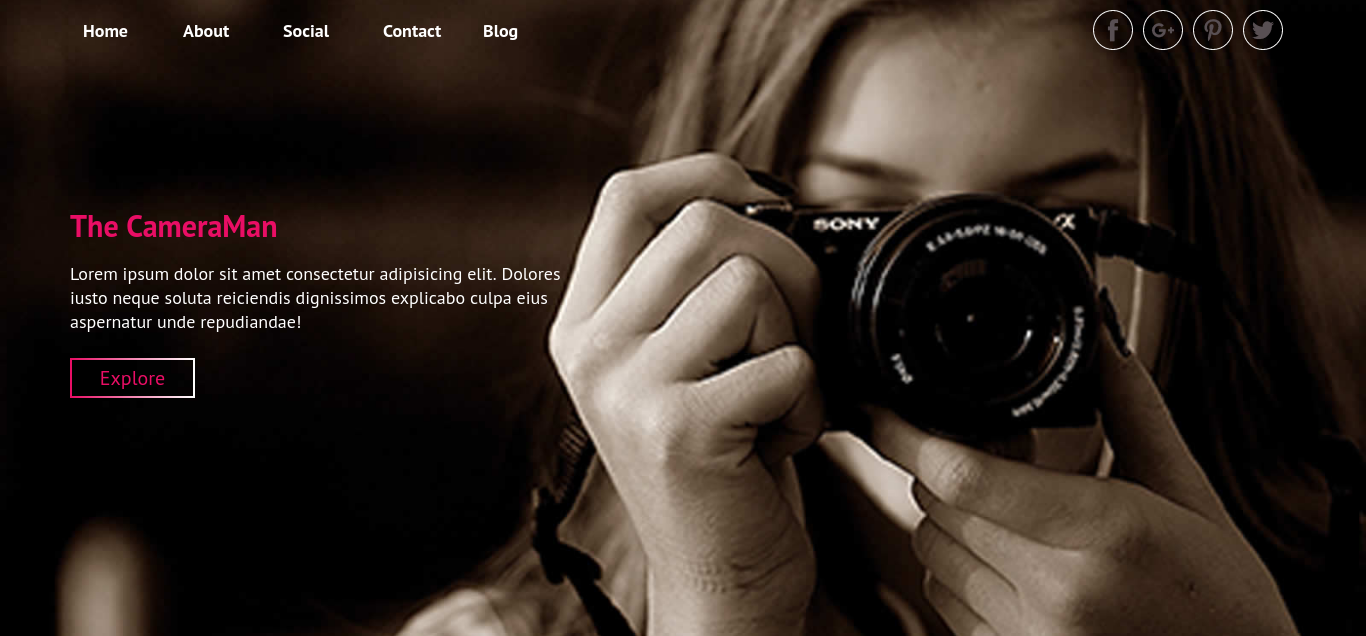 Home About Social Contact Blog
The CameraMan
Lorem ipsum dolor sit amet consectetur adipisicing elit. Dolores
iusto neque soluta reiciendis dignissimos explicabo culpa eius
aspernatur unde repudiandae!
Explore
SONY
α